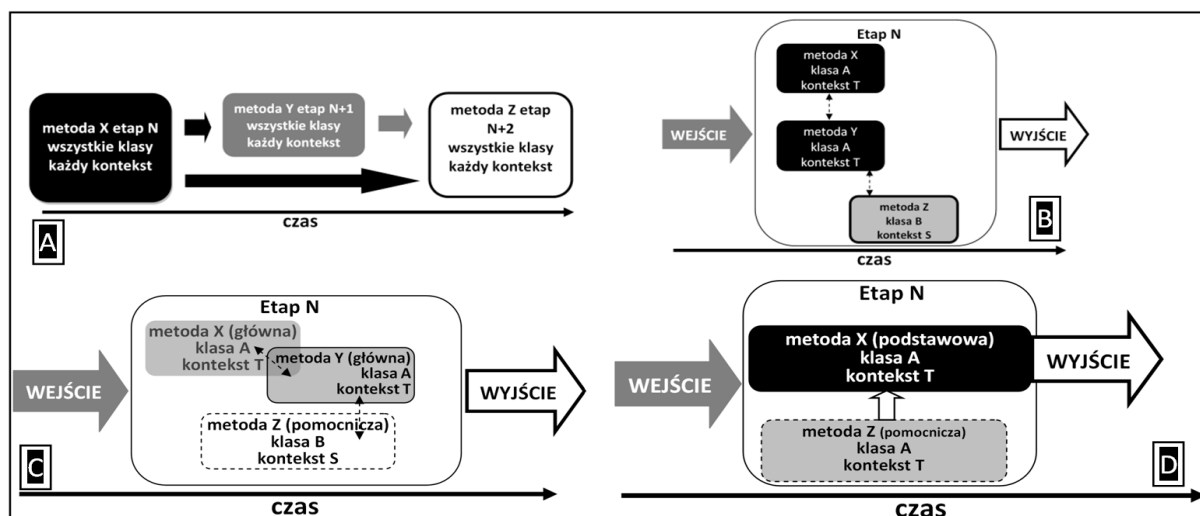 metoda X etap N
wszystkie klasy
każdy kontekst
metoda Y etap N+1
wszystkie klasy
każdy kontekst
metoda Z etap
N+2
wszystkie klasy
każdy kontekst
czas
A
Etap N
WEJŚCIE
metoda X
klasa A
kontekst T
metoda Y
klasa A
kontekst T
metoda Z
klasa B
kontekst S
WYJŚCIE
B
czas
Etap N
WEJŚCIE
metoda X (główna)
klasa A
kontekst T
metoda Y (główna)
klasa A
kontekst T
metoda Z (pomocnicza)
klasa B
kontekst S
WYJŚCIE
C
czas
Etap N
WEJŚCIE
metoda X (podstawowa)
klasa A
kontekst T
metoda Z (pomocnicza)
klasa A
kontekst T
WYJŚCIE
D
czas